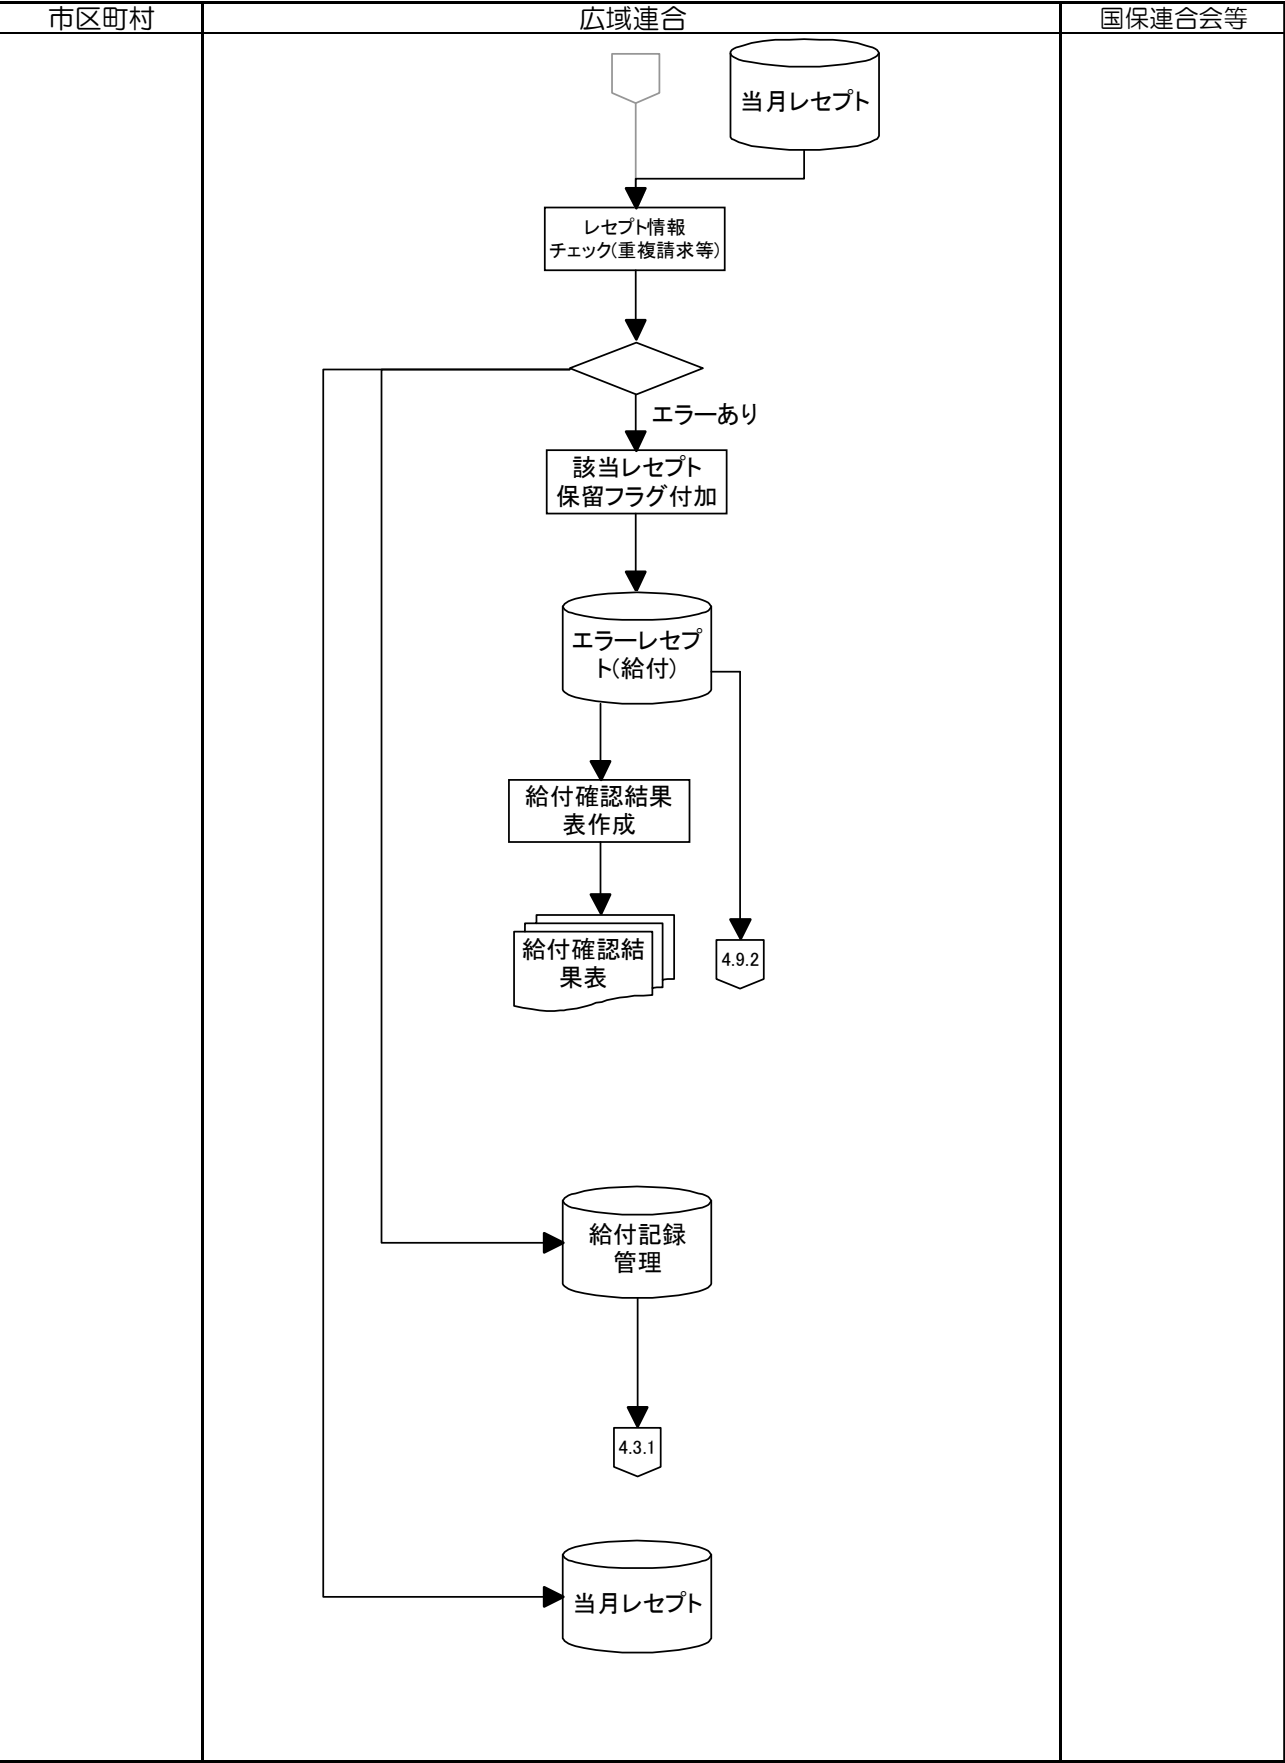 市区町村
広域連合
国保連合会等
当月レセプト
レセプト情報
チェック(重複請求等)
エラーあり
該当レセプト
保留フラグ付加
エラーレセプ
ト(給付)
給付確認結果
表作成
給付確認結
果表
4.9.2
給付記録
管理
4.3.1
当月レセプト